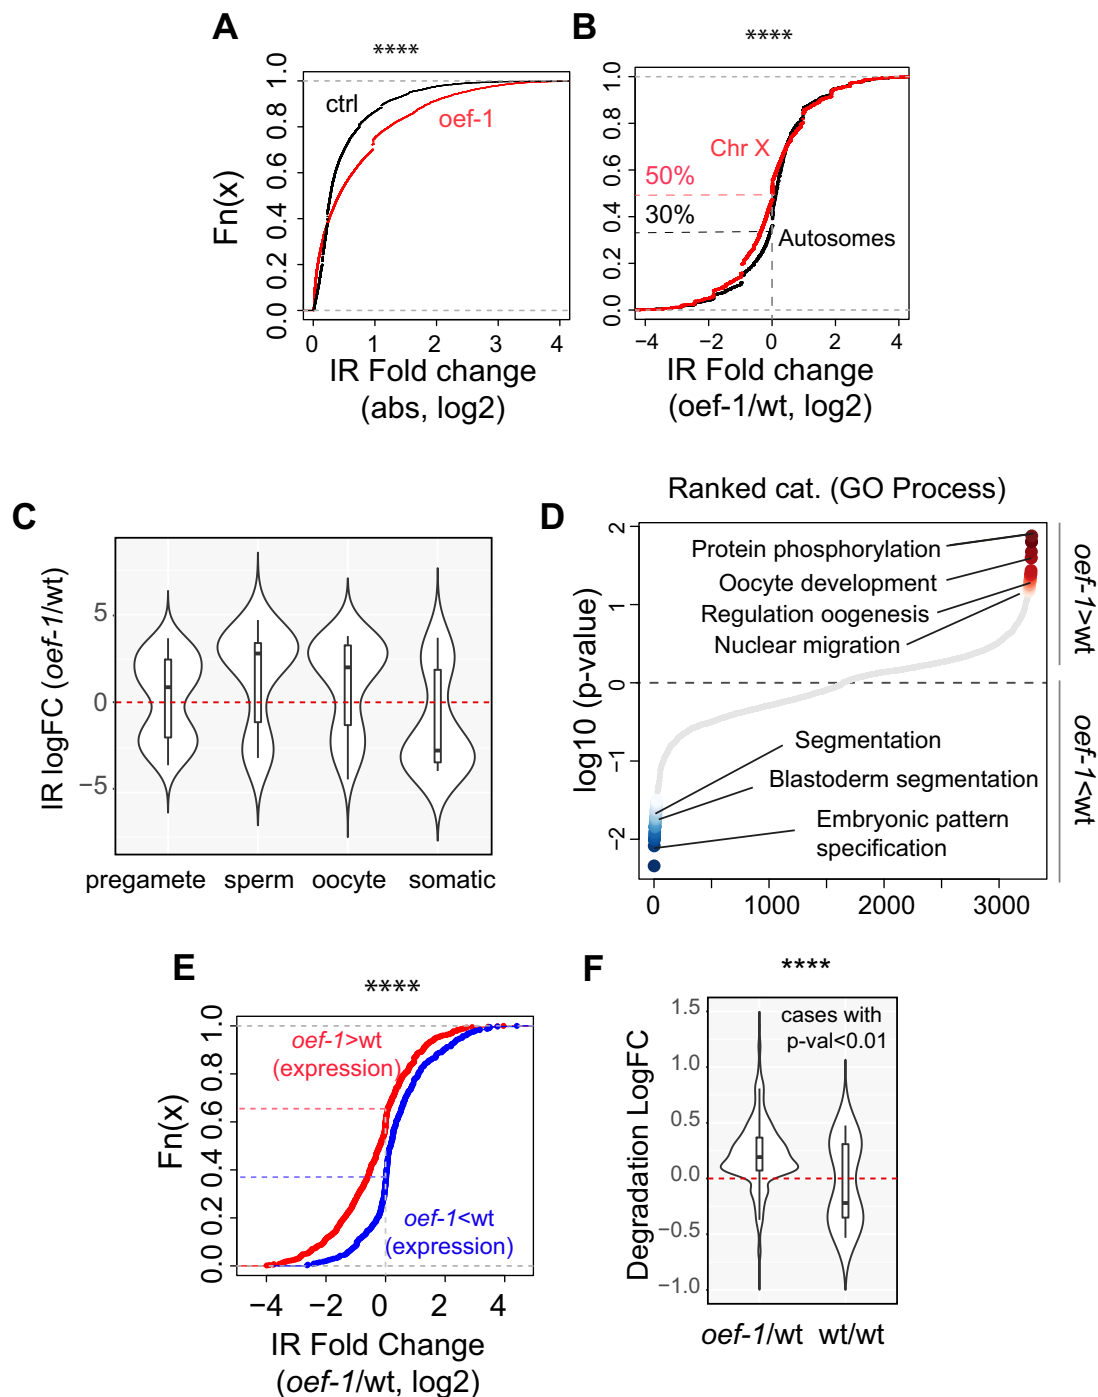 A
****
ctrl
oef-1
Fn(x)
0.0 0.2 0.4 0.6 0.8 1.0
0 1 2 3 4
IR Fold change
(abs, log2)
B
****
Chr X
50%
30%
Autosomes
0.0 0.2 0.4 0.6 0.8 1.0
−4 −2 0 2 4
IR Fold change
(oef-1/wt, log2)
C
IR logFC (oef-1/wt)
5
0
−5
pregamete sperm oocyte somatic
Ranked cat. (GO Process)
D
log10 (p-value)
2
1
0
-1
-2
Protein phosphorylation
Oocyte development
Regulation oogenesis
Nuclear migration
Segmentation
Blastoderm segmentation
Embryonic pattern
specification
oef-1>wt
oef-1<wt
0 1000 2000 3000
E
****
oef-1>wt
(expression)
oef-1<wt
(expression)
Fn(x)
0.0 0.2 0.4 0.6 0.8 1.0
−4 −2 0 2 4
IR Fold Change
(oef-1/wt, log2)
F
****
cases with
p-val<0.01
Degradation LogFC
1.5
1.0
0.5
0.0
−0.5
−1.0
oef-1/wt wt/wt